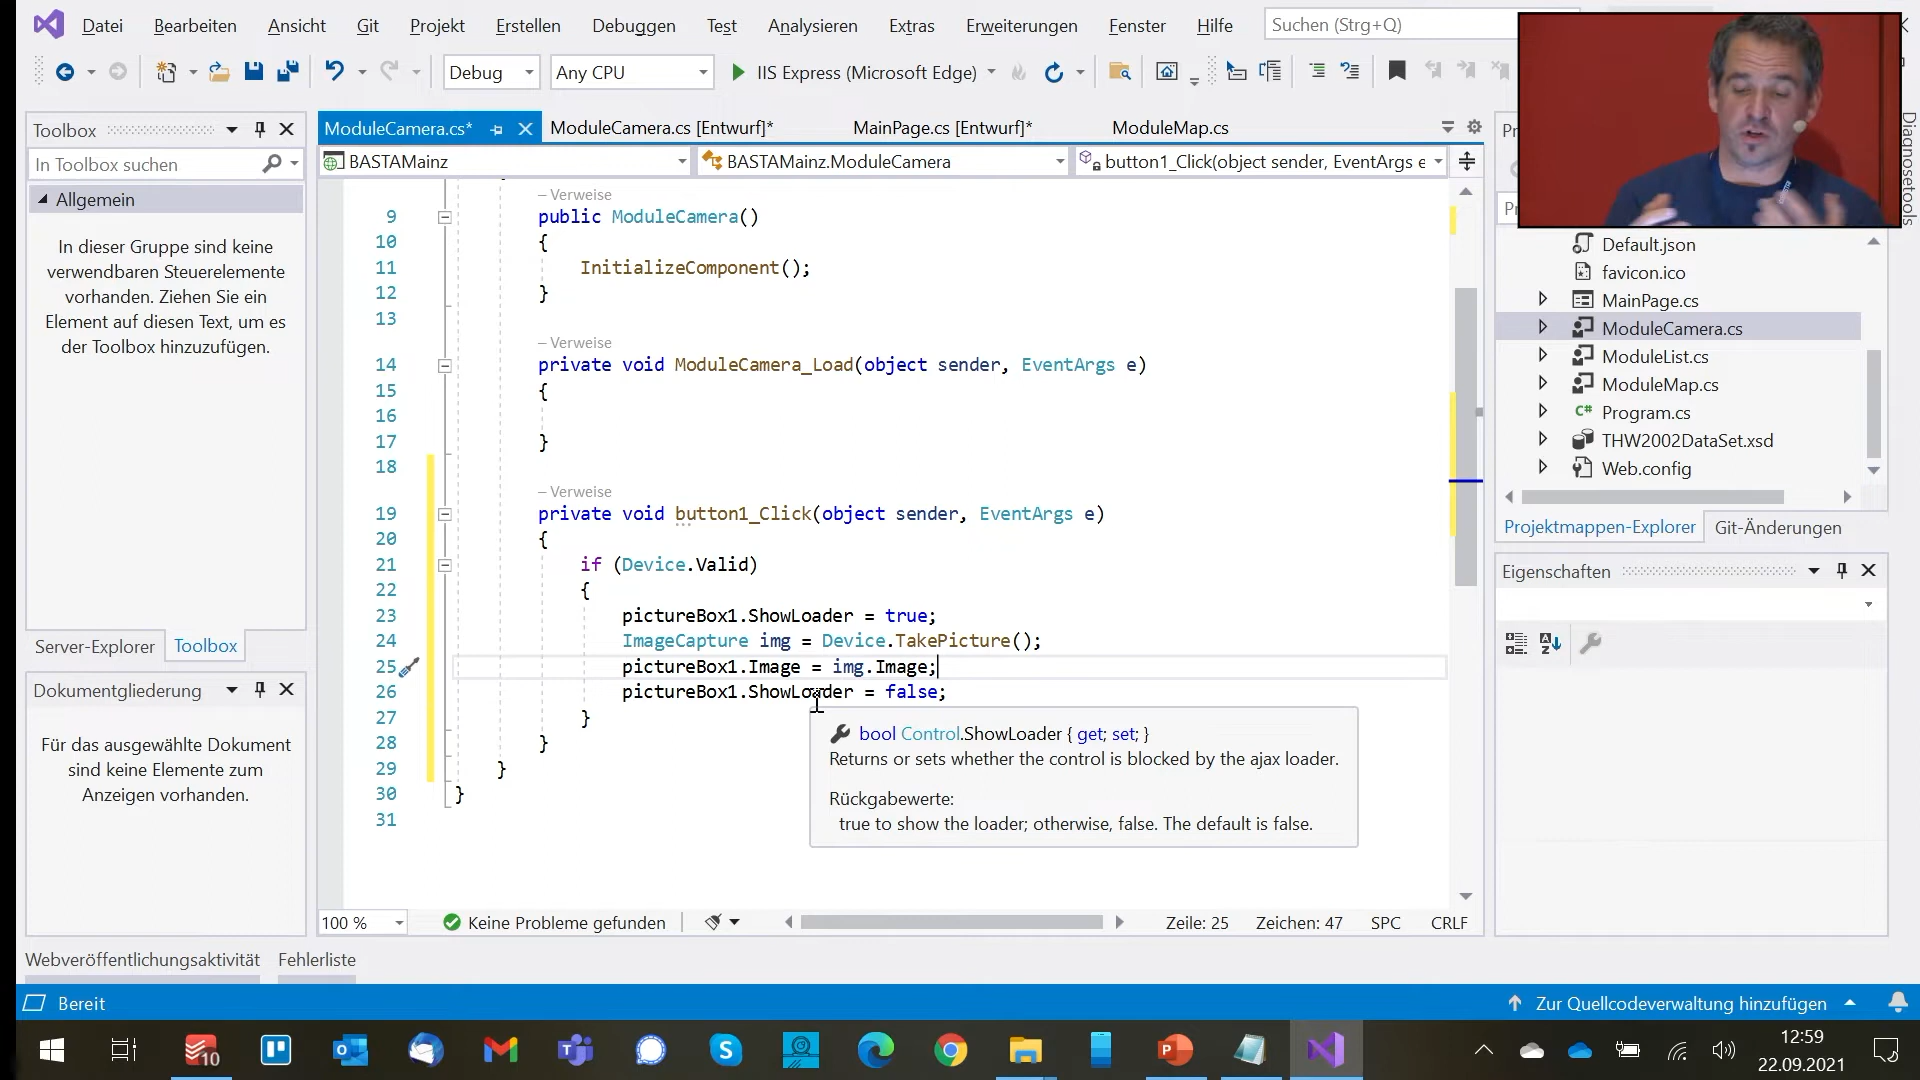 Datei Bearbeiten Ansicht Git Projekt Erstellen Debuggen Test Analysieren Extras Erweiterungen Fenster Hilfe Suchen (Strg+Q)
Debug Any CPU IIS Express (Microsoft Edge)
Toolbox
In Toolbox suchen
Allgemein
In dieser Gruppe sind keine
verwendbaren Steuerelemente
vorhanden. Ziehen Sie ein
Element auf diesen Text, um es
der Toolbox hinzuzufügen.
Server-Explorer Toolbox
Dokumentgliederung
Für das ausgewählte Dokument
sind keine Elemente zum
Anzeigen vorhanden.
ModuleCamera.cs* ModuleCamera.cs [Entwurf]* MainPage.cs [Entwurf]* ModuleMap.cs
BASTAMainz BASTAMainz.ModuleCamera button1_Click(object sender, EventArgs e
– Verweise
9 public ModuleCamera()
10 {
11 InitializeComponent();
12 }
13
– Verweise
14 private void ModuleCamera_Load(object sender, EventArgs e)
15 {
16
17 }
18
– Verweise
19 private void button1_Click(object sender, EventArgs e)
20 {
21 if (Device.Valid)
22 {
23 pictureBox1.ShowLoader = true;
24 ImageCapture img = Device.TakePicture();
25 pictureBox1.Image = img.Image;
26 pictureBox1.ShowLoader = false;
27 }
28 }
29 }
30 }
31
bool Control.ShowLoader { get; set; }
Returns or sets whether the control is blocked by the ajax loader.
Rückgabewerte:
true to show the loader; otherwise, false. The default is false.
100 % Keine Probleme gefunden Zeile: 25 Zeichen: 47 SPC CRLF
Diagnosetools
Default.json
favicon.ico
MainPage.cs
ModuleCamera.cs
ModuleList.cs
ModuleMap.cs
C# Program.cs
THW2002DataSet.xsd
Web.config
Projektmappen-Explorer Git-Änderungen
Eigenschaften
Webveröffentlichungsaktivität Fehlerliste
Bereit Zur Quellcodeverwaltung hinzufügen
10
12:59
22.09.2021